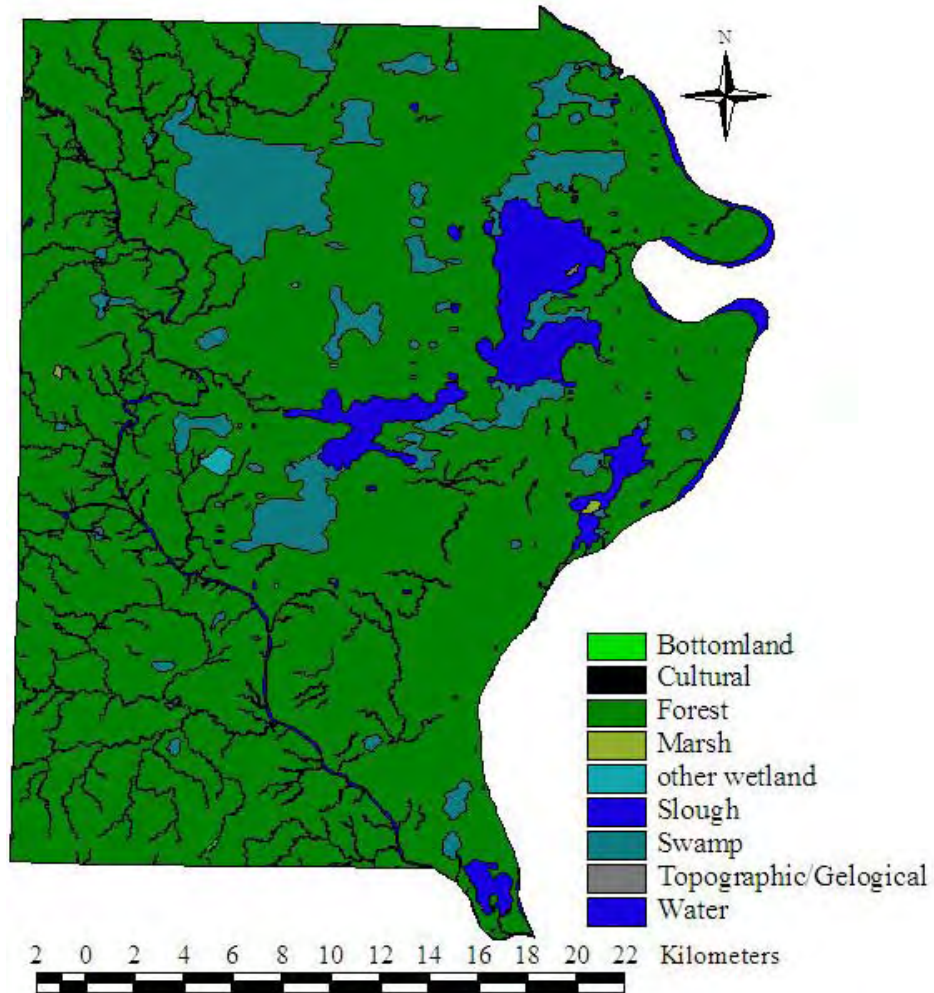 N
Bottomland
Cultural
Forest
Marsh
other wetland
Slough
Swamp
Topographic/Gelological
Water
2 0 2 4 6 8 10 12 14 16 18 20 22 Kilometers